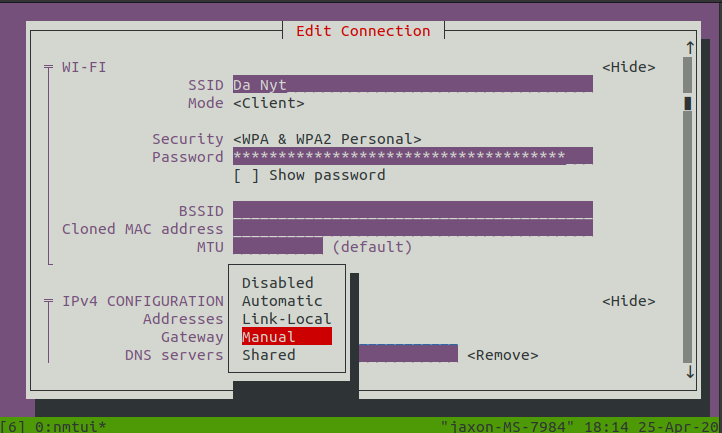 Edit Connection
WI-FI <Hide>
SSID Da Nyt
Mode <Client>
Security <WPA & WPA2 Personal>
Password *************************************
[ ] Show password
BSSID
Cloned MAC address
MTU (default)
Disabled
IPv4 CONFIGURATION Automatic <Hide>
Addresses Link-Local
Gateway Manual
DNS servers Shared <Remove>
[6] 0:nmtui* "jaxon-MS-7984" 18:14 25-Apr-20